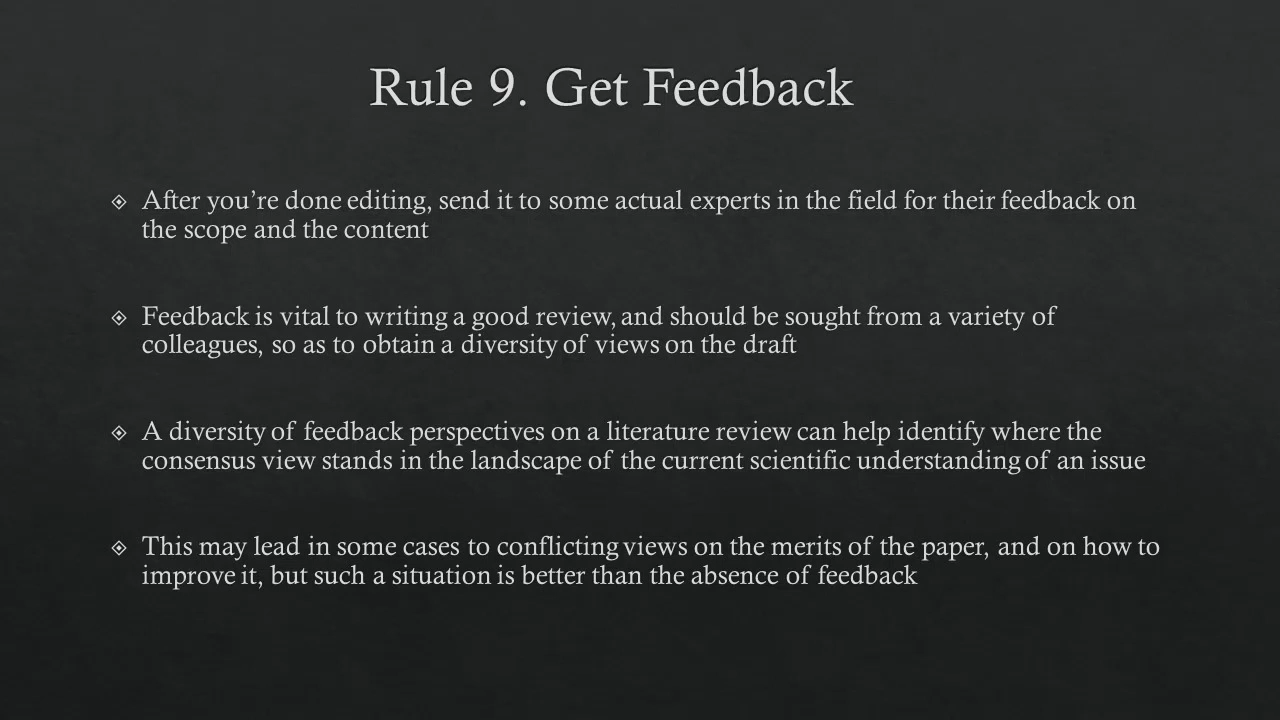 Rule 9. Get Feedback
After you’re done editing, send it to some actual experts in the field for their feedback on
the scope and the content
Feedback is vital to writing a good review, and should be sought from a variety of
colleagues, so as to obtain a diversity of views on the draft
A diversity of feedback perspectives on a literature review can help identify where the
consensus view stands in the landscape of the current scientific understanding of an issue
This may lead in some cases to conflicting views on the merits of the paper, and on how to
improve it, but such a situation is better than the absence of feedback